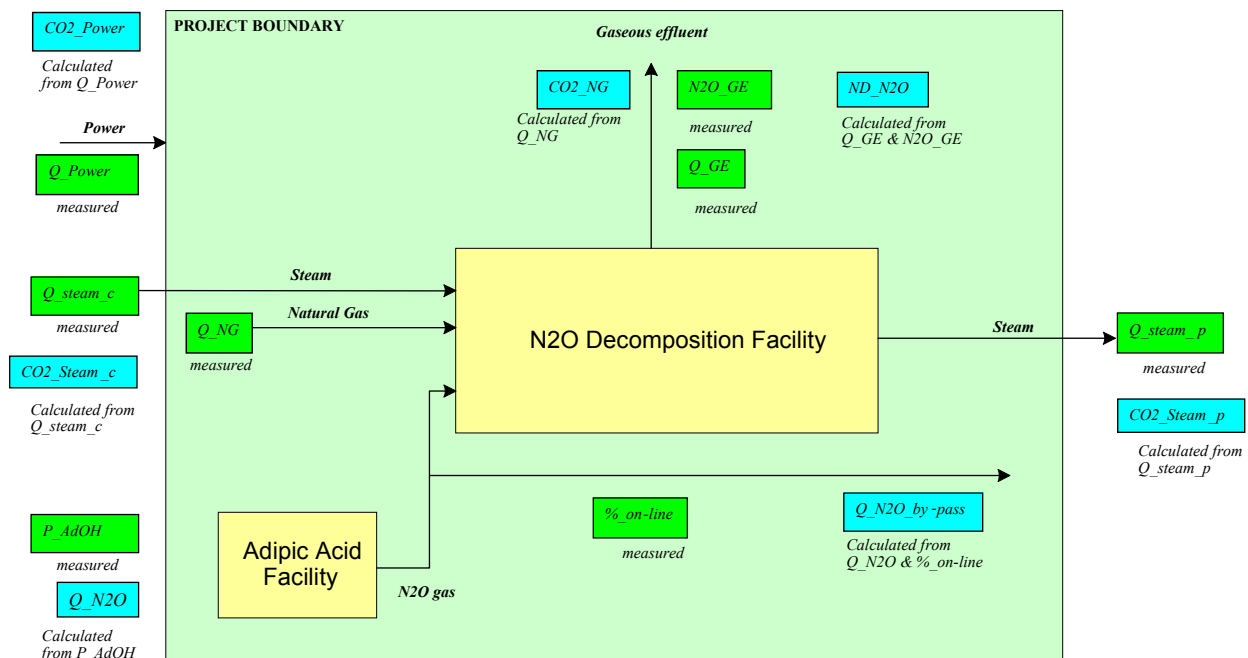 CO2_Power
Calculated
from Q_Power
PROJECT BOUNDARY
Gaseous effluent
CO2_NG
Calculated from
Q_NG
N2O_GE
measured
Q_GE
measured
ND_N2O
Calculated from
Q_GE & N2O_GE
Power
Q_Power
measured
Q_steam_c
measured
Steam
Natural Gas
Q_NG
measured
N2O Decomposition Facility
Steam
Q_steam_p
measured
CO2_Steam_c
Calculated from
Q_steam_c
CO2_Steam_p
Calculated from
Q_steam_p
P_AdOH
measured
Q_N2O
Calculated
from P_AdOH
Adipic Acid
Facility
N2O gas
%_on-line
measured
Q_N2O_by-pass
Calculated from
Q_N2O & %_on-line